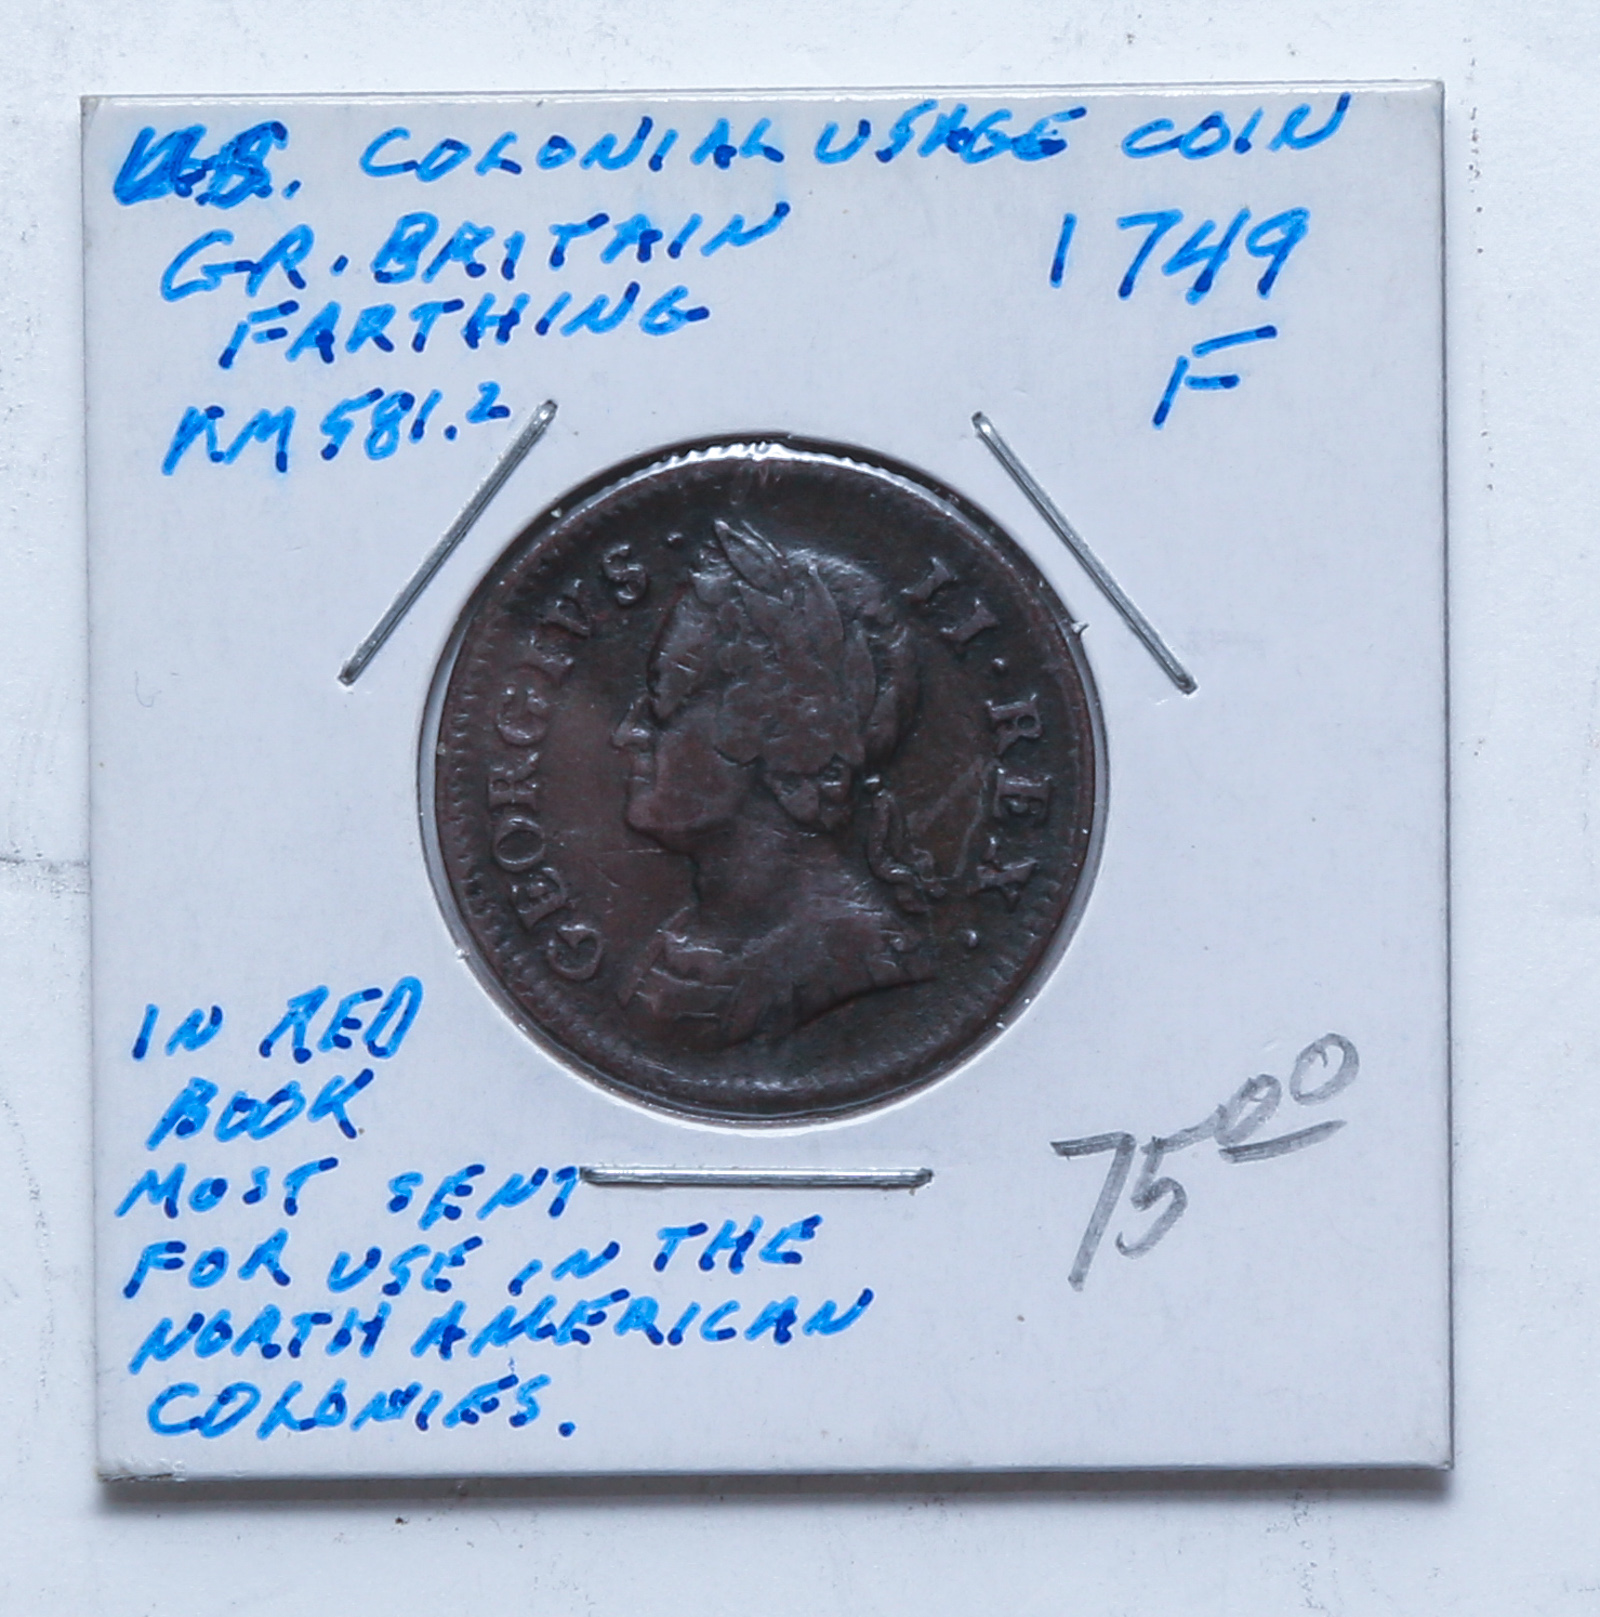 U.S. COLONIAL USAGE COIN
GR. BRITAIN 1749
FARTHING F
KM 581.2
GEORGIVS · II · REX ·
IN RED
BOOK
MOST SENT
FOR USE IN THE
NORTH AMERICAN
COLONIES.
75.00